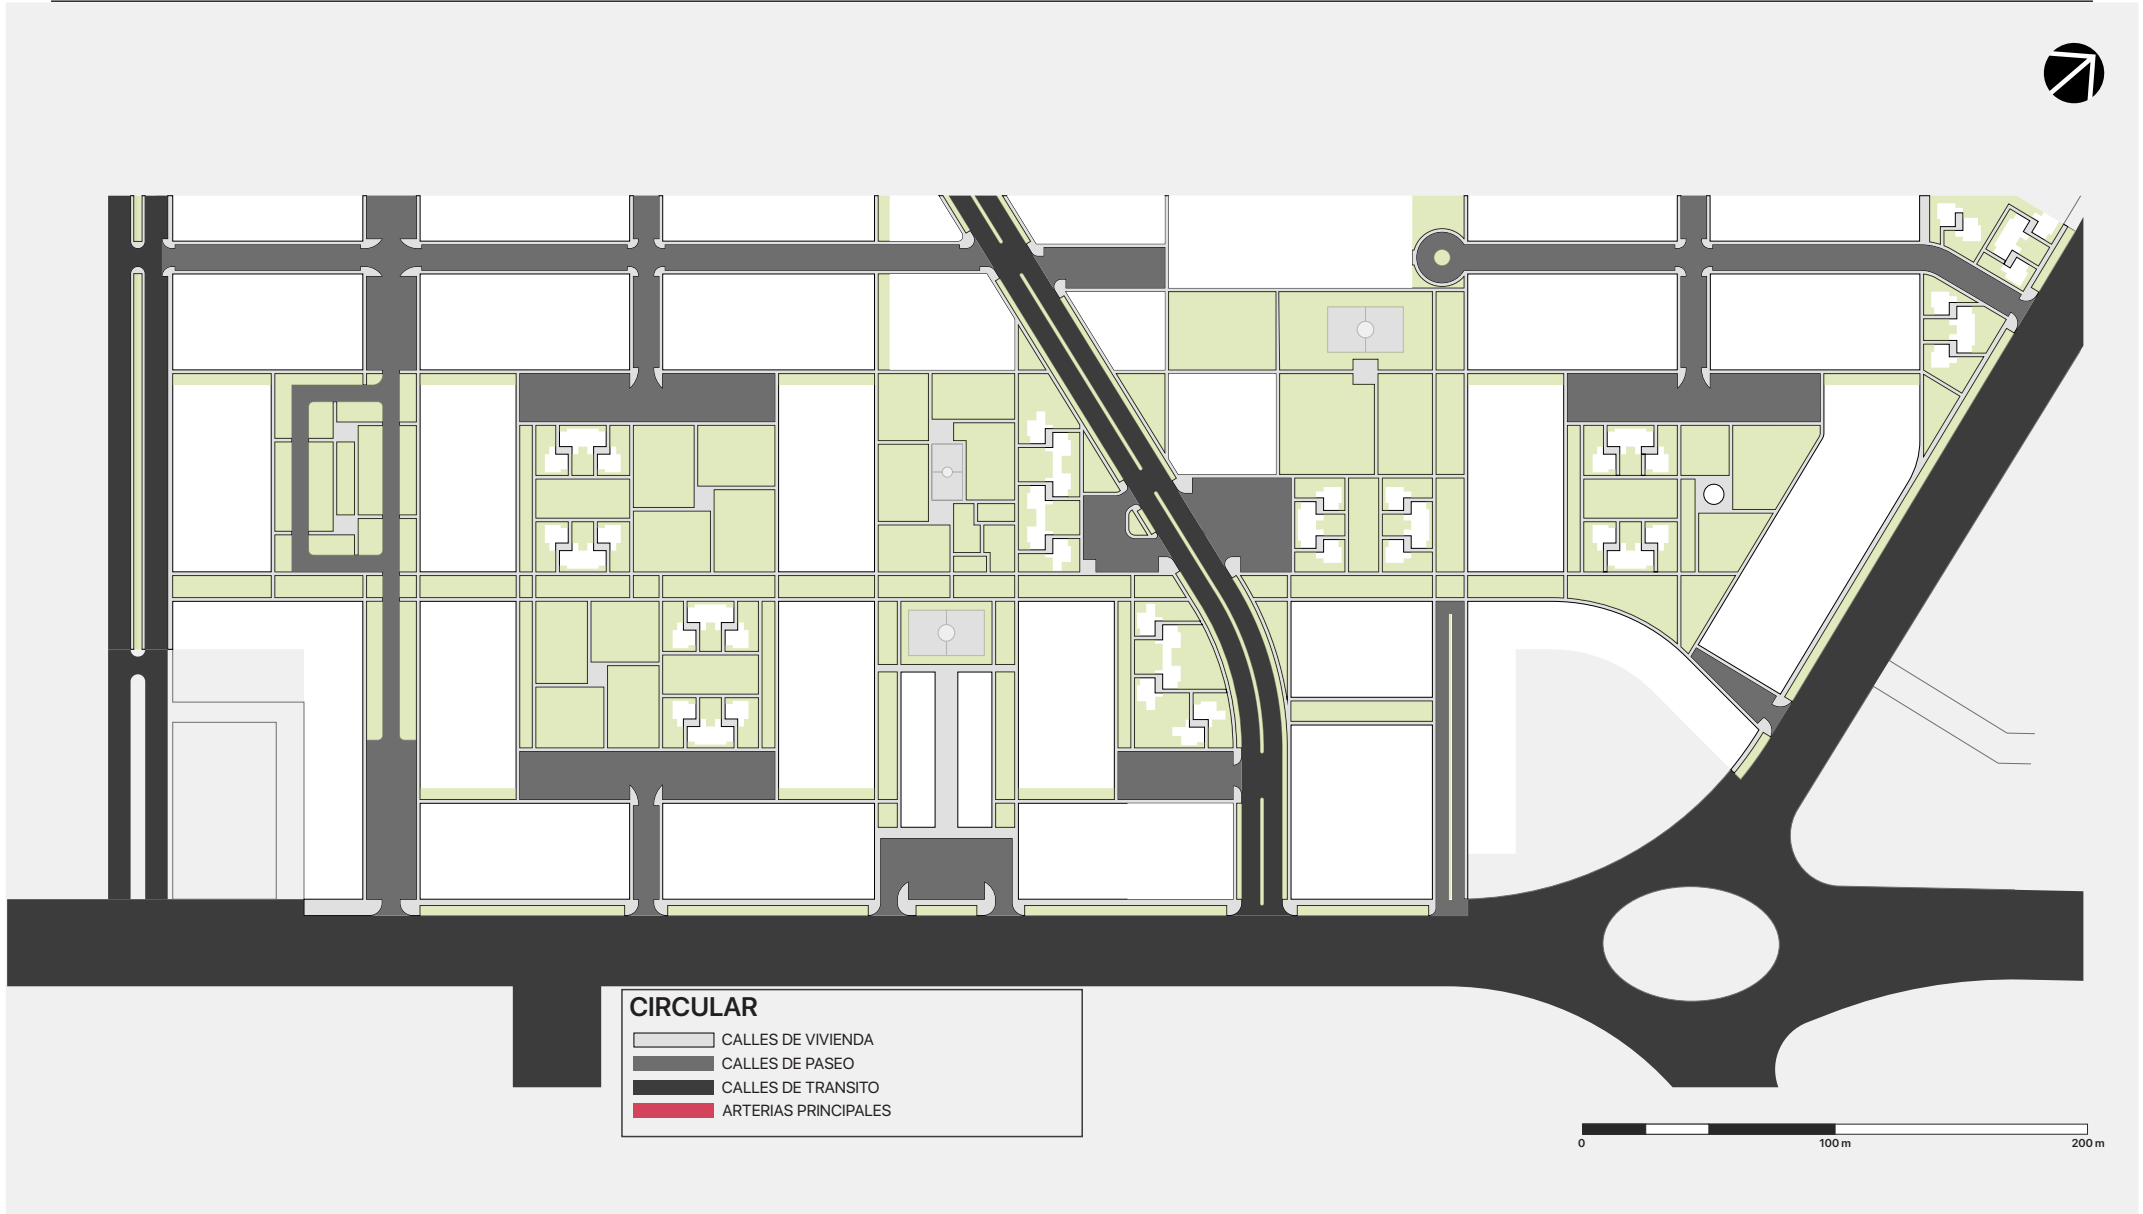 CIRCULAR
CALLES DE VIVIENDA
CALLES DE PASEO
CALLES DE TRANSITO
ARTERIAS PRINCIPALES
0 100 m 200 m